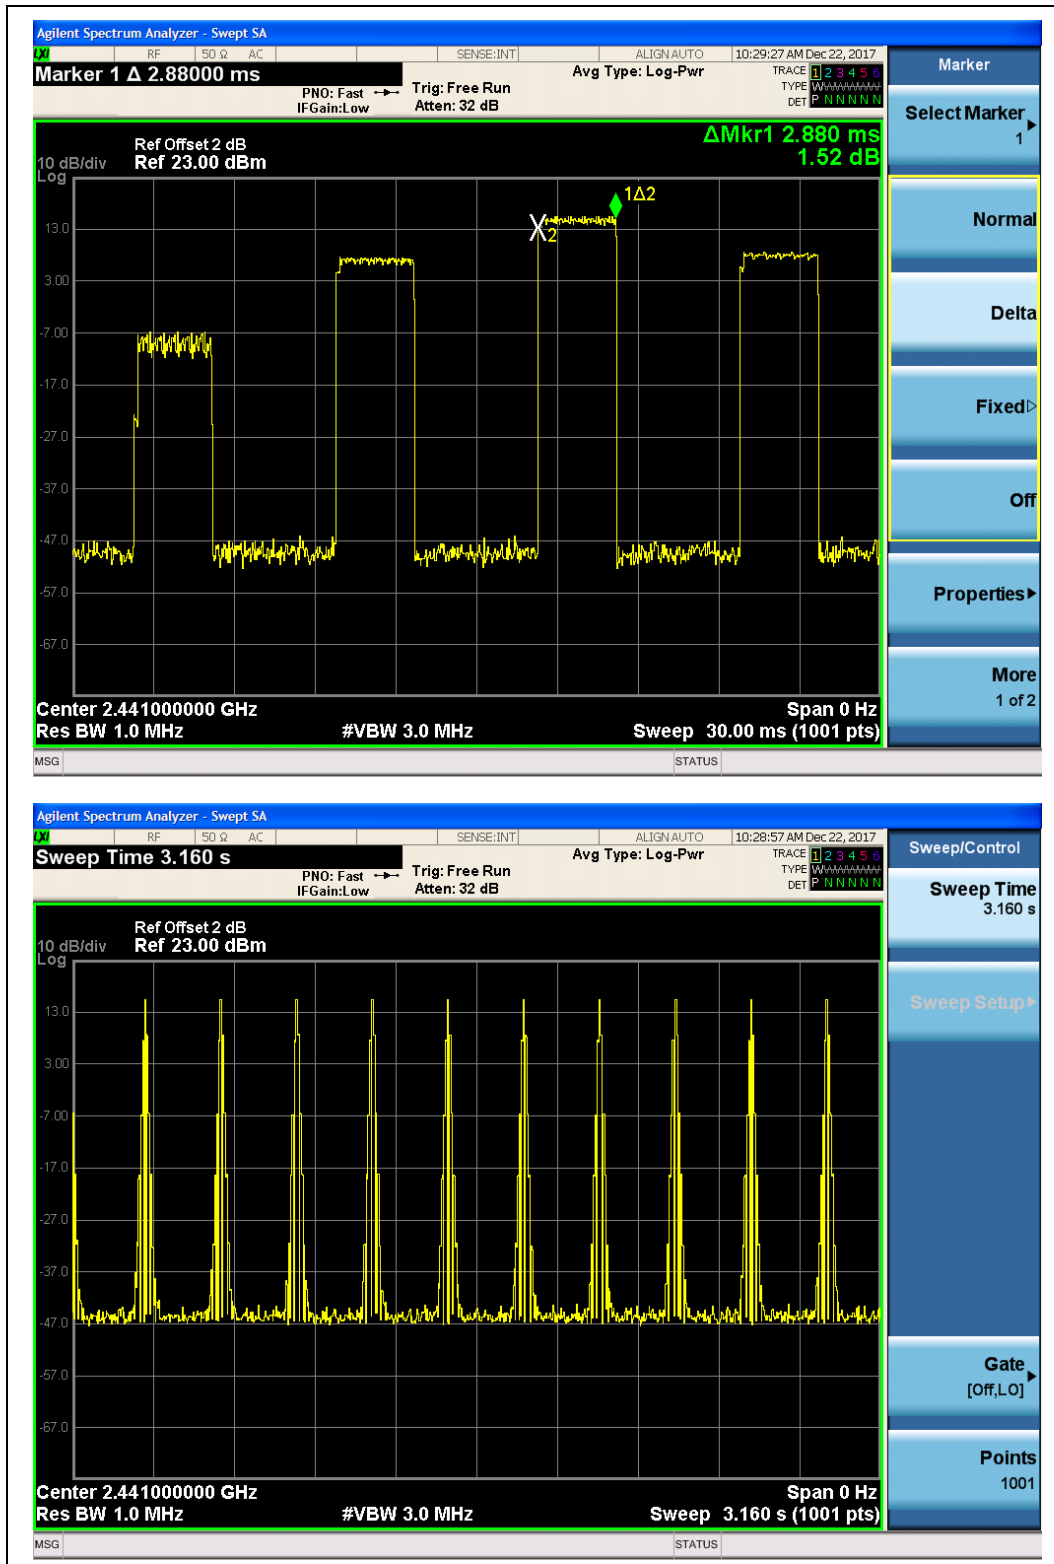 Agilent Spectrum Analyzer - Swept SA
LXI RF 50 Ω AC SENSE:INT ALIGN AUTO 10:29:27 AM Dec 22, 2017
Marker 1 Δ 2.88000 ms
PNO: Fast
IFGain:Low
Trig: Free Run
Atten: 32 dB
Avg Type: Log-Pwr
TRACE 1 2 3 4 5 6
TYPE
DET P N N N N N
Ref Offset 2 dB
Ref 23.00 dBm
10 dB/div
Log
ΔMkr1 2.880 ms
1.52 dB
1Δ2
X2
13.0
3.00
-7.00
-17.0
-27.0
-37.0
-47.0
-57.0
-67.0
Center 2.441000000 GHz
Span 0 Hz
Res BW 1.0 MHz
#VBW 3.0 MHz
Sweep 30.00 ms (1001 pts)
MSG
STATUS
Marker
Select Marker
1
Normal
Delta
Fixed
Off
Properties
More
1 of 2
Agilent Spectrum Analyzer - Swept SA
LXI RF 50 Ω AC SENSE:INT ALIGN AUTO 10:28:57 AM Dec 22, 2017
Sweep Time 3.160 s
PNO: Fast
IFGain:Low
Trig: Free Run
Atten: 32 dB
Avg Type: Log-Pwr
TRACE 1 2 3 4 5 6
TYPE
DET P N N N N N
Ref Offset 2 dB
Ref 23.00 dBm
10 dB/div
Log
13.0
3.00
-7.00
-17.0
-27.0
-37.0
-47.0
-57.0
-67.0
Center 2.441000000 GHz
Span 0 Hz
Res BW 1.0 MHz
#VBW 3.0 MHz
Sweep 3.160 s (1001 pts)
MSG
STATUS
Sweep/Control
Sweep Time
3.160 s
Sweep Setup
Gate
[Off,LO]
Points
1001